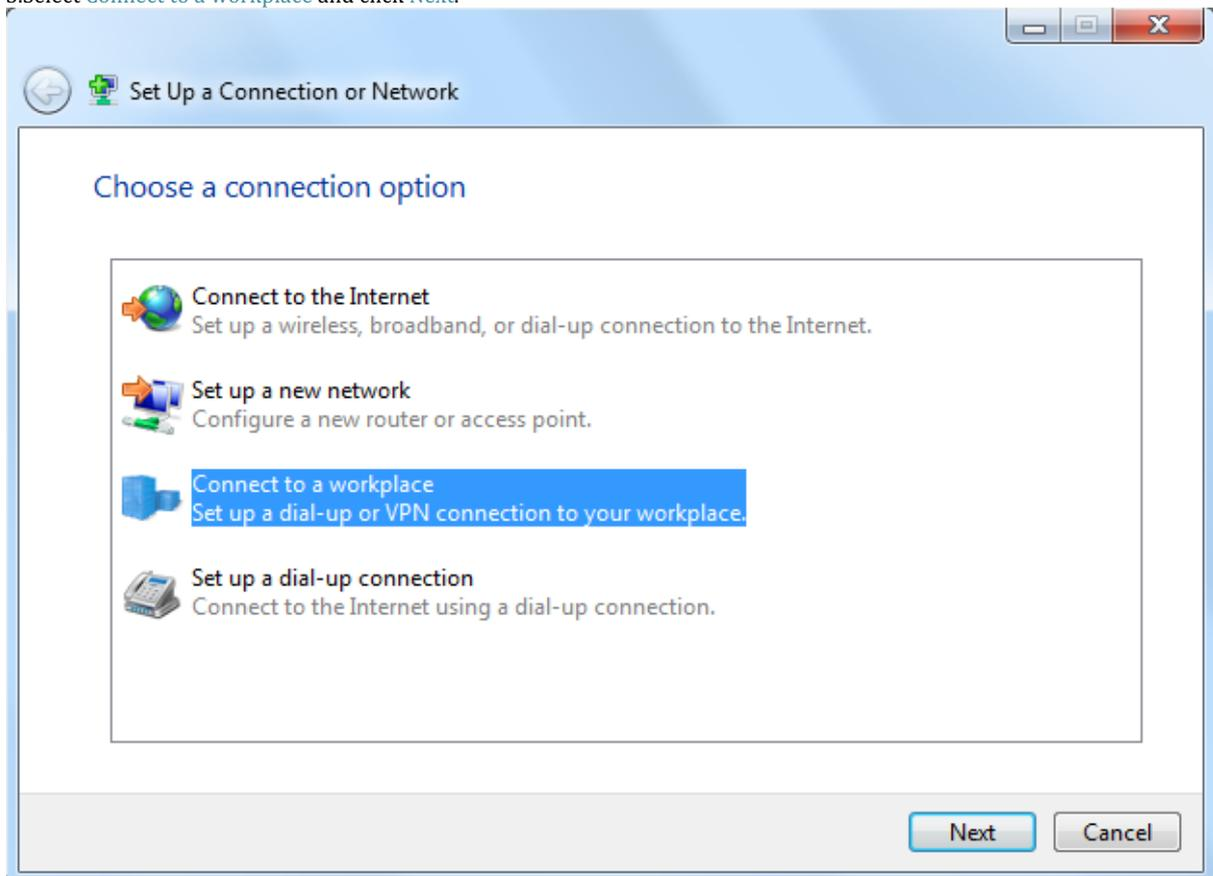 3.Select Connect to a workplace and click Next.
Set Up a Connection or Network
Choose a connection option
Connect to the Internet
Set up a wireless, broadband, or dial-up connection to the Internet.
Set up a new network
Configure a new router or access point.
Connect to a workplace
Set up a dial-up or VPN connection to your workplace.
Set up a dial-up connection
Connect to the Internet using a dial-up connection.
Next Cancel